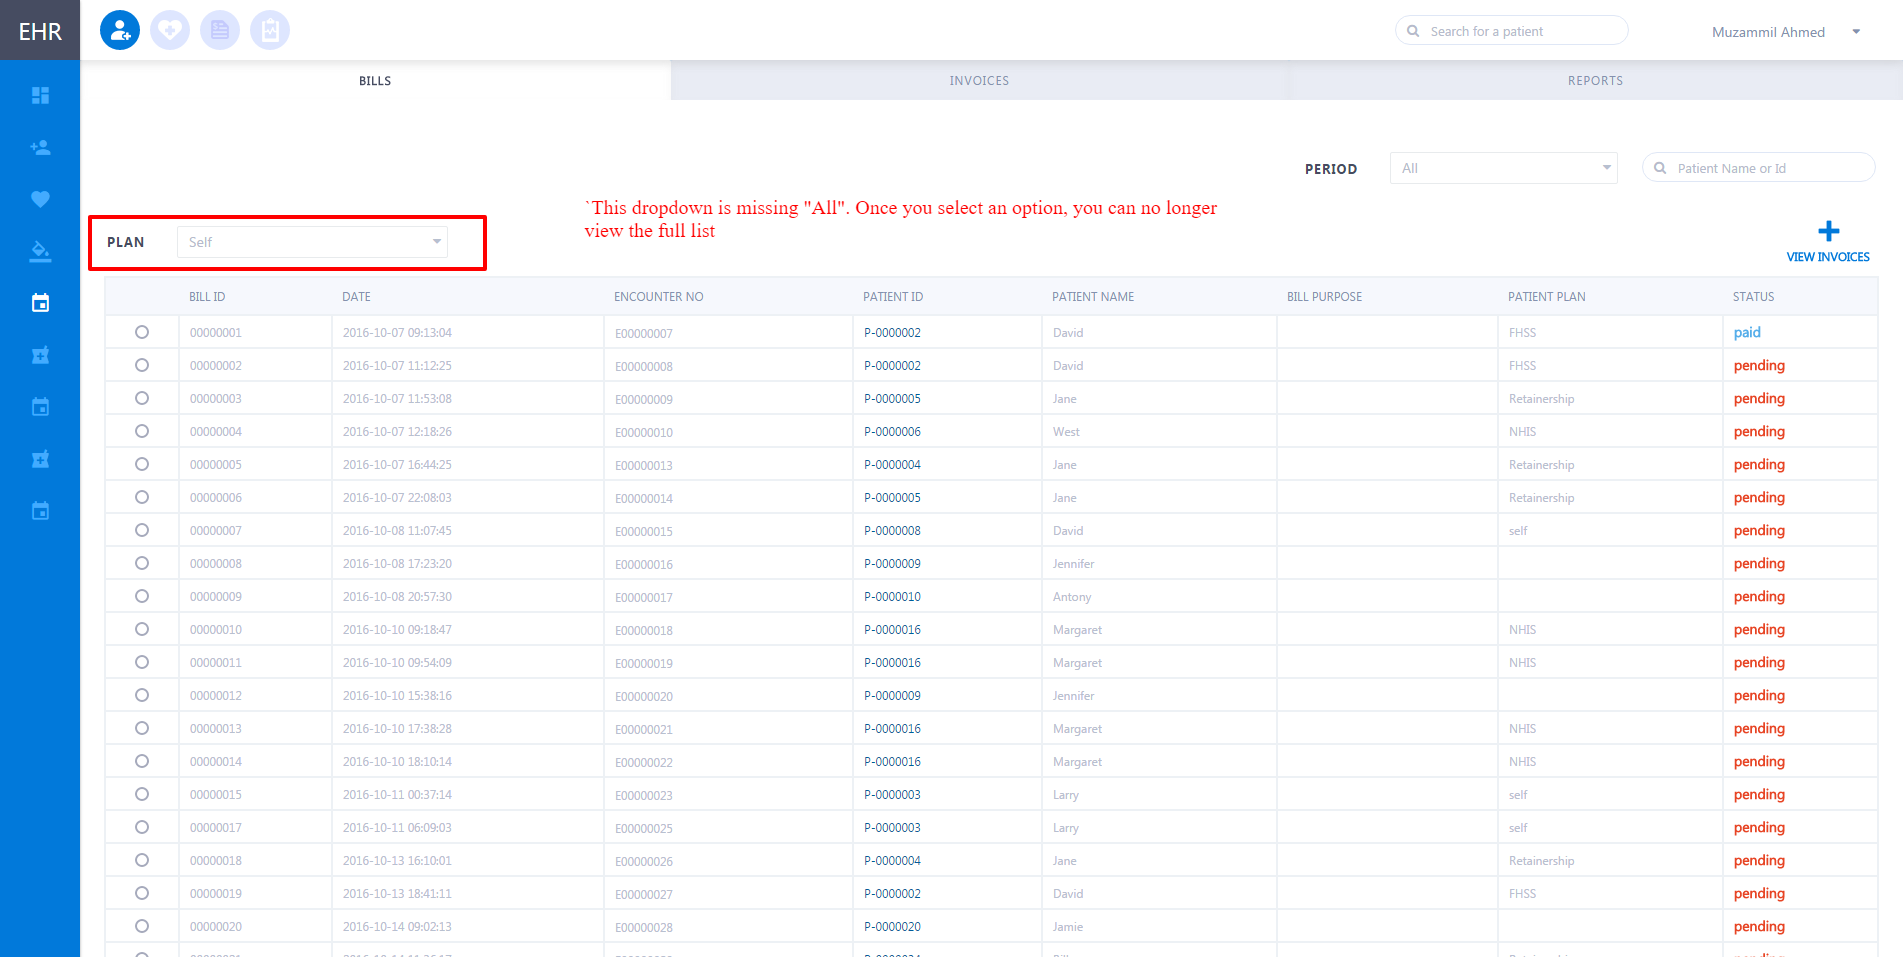 EHR
Search for a patient
Muzammil Ahmed
BILLS INVOICES REPORTS
PERIOD All Patient Name or Id
`This dropdown is missing "All". Once you select an option, you can no longer
view the full list
PLAN Self
VIEW INVOICES
BILL ID DATE ENCOUNTER NO PATIENT ID PATIENT NAME BILL PURPOSE PATIENT PLAN STATUS
00000001 2016-10-07 09:13:04 E00000007 P-0000002 David FHSS paid
00000002 2016-10-07 11:12:25 E00000008 P-0000002 David FHSS pending
00000003 2016-10-07 11:53:08 E00000009 P-0000005 Jane Retainership pending
00000004 2016-10-07 12:18:26 E00000010 P-0000006 West NHIS pending
00000005 2016-10-07 16:44:25 E00000013 P-0000004 Jane Retainership pending
00000006 2016-10-07 22:08:03 E00000014 P-0000005 Jane Retainership pending
00000007 2016-10-08 11:07:45 E00000015 P-0000008 David self pending
00000008 2016-10-08 17:23:20 E00000016 P-0000009 Jennifer pending
00000009 2016-10-08 20:57:30 E00000017 P-0000010 Antony pending
00000010 2016-10-10 09:18:47 E00000018 P-0000016 Margaret NHIS pending
00000011 2016-10-10 09:54:09 E00000019 P-0000016 Margaret NHIS pending
00000012 2016-10-10 15:38:16 E00000020 P-0000009 Jennifer pending
00000013 2016-10-10 17:38:28 E00000021 P-0000016 Margaret NHIS pending
00000014 2016-10-10 18:10:14 E00000022 P-0000016 Margaret NHIS pending
00000015 2016-10-11 00:37:14 E00000023 P-0000003 Larry self pending
00000017 2016-10-11 06:09:03 E00000025 P-0000003 Larry self pending
00000018 2016-10-13 16:10:01 E00000026 P-0000004 Jane Retainership pending
00000019 2016-10-13 18:41:11 E00000027 P-0000002 David FHSS pending
00000020 2016-10-14 09:02:13 E00000028 P-0000020 Jamie pending